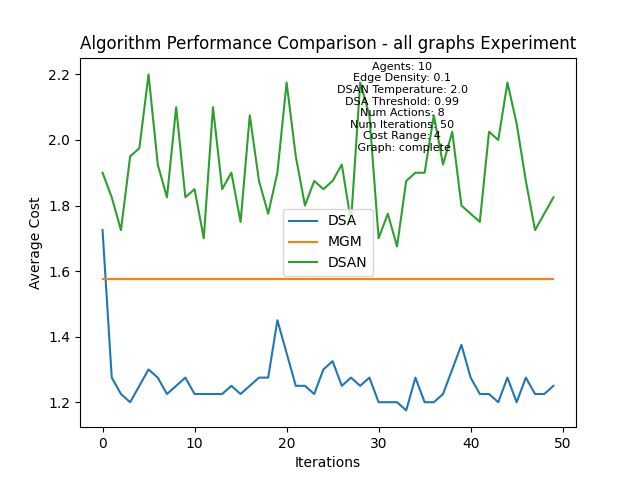 Algorithm Performance Comparison - all graphs Experiment
Agents: 10
Edge Density: 0.1
DSAN Temperature: 2.0
DSA Threshold: 0.99
Num Actions: 8
Num Iterations: 50
Cost Range: 4
Graph: complete
2.2
2.0
1.8
1.6
1.4
1.2
Average Cost
DSA
MGM
DSAN
0 10 20 30 40 50
Iterations